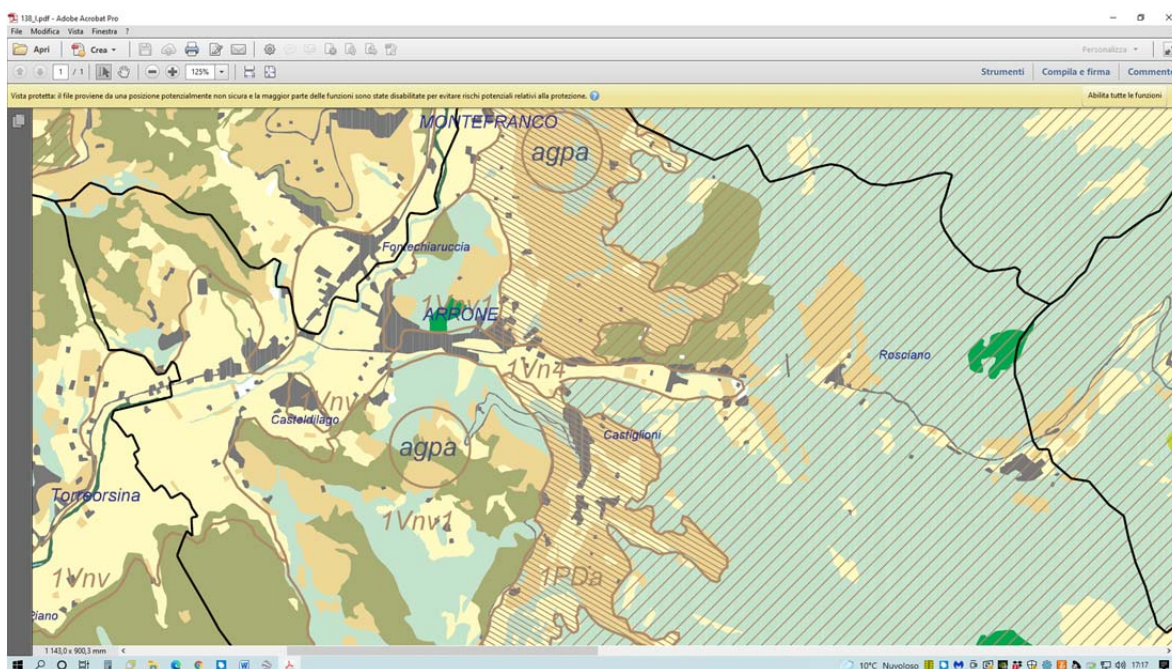 138_I.pdf - Adobe Acrobat Pro
File Modifica Vista Finestra ?
Apri Crea Personalizza
1 / 1 125% Strumenti Compila e firma Commento
Vista protetta: il file proviene da una posizione potenzialmente non sicura e la maggior parte delle funzioni sono state disabilitate per evitare rischi potenziali relativi alla protezione. Abilita tutte le funzioni
MONTEFRANCO
agpa
Fontechiaruccia
1Vnv1
ARRONE
Rosciano
1Vn4
1Vnv1
Casteldilago
Castiglioni
agpa
Torreorsina
1Vnv1
1Vnv
1PDa
Piano
1 143,0 x 900,3 mm
10°C Nuvoloso 17:17